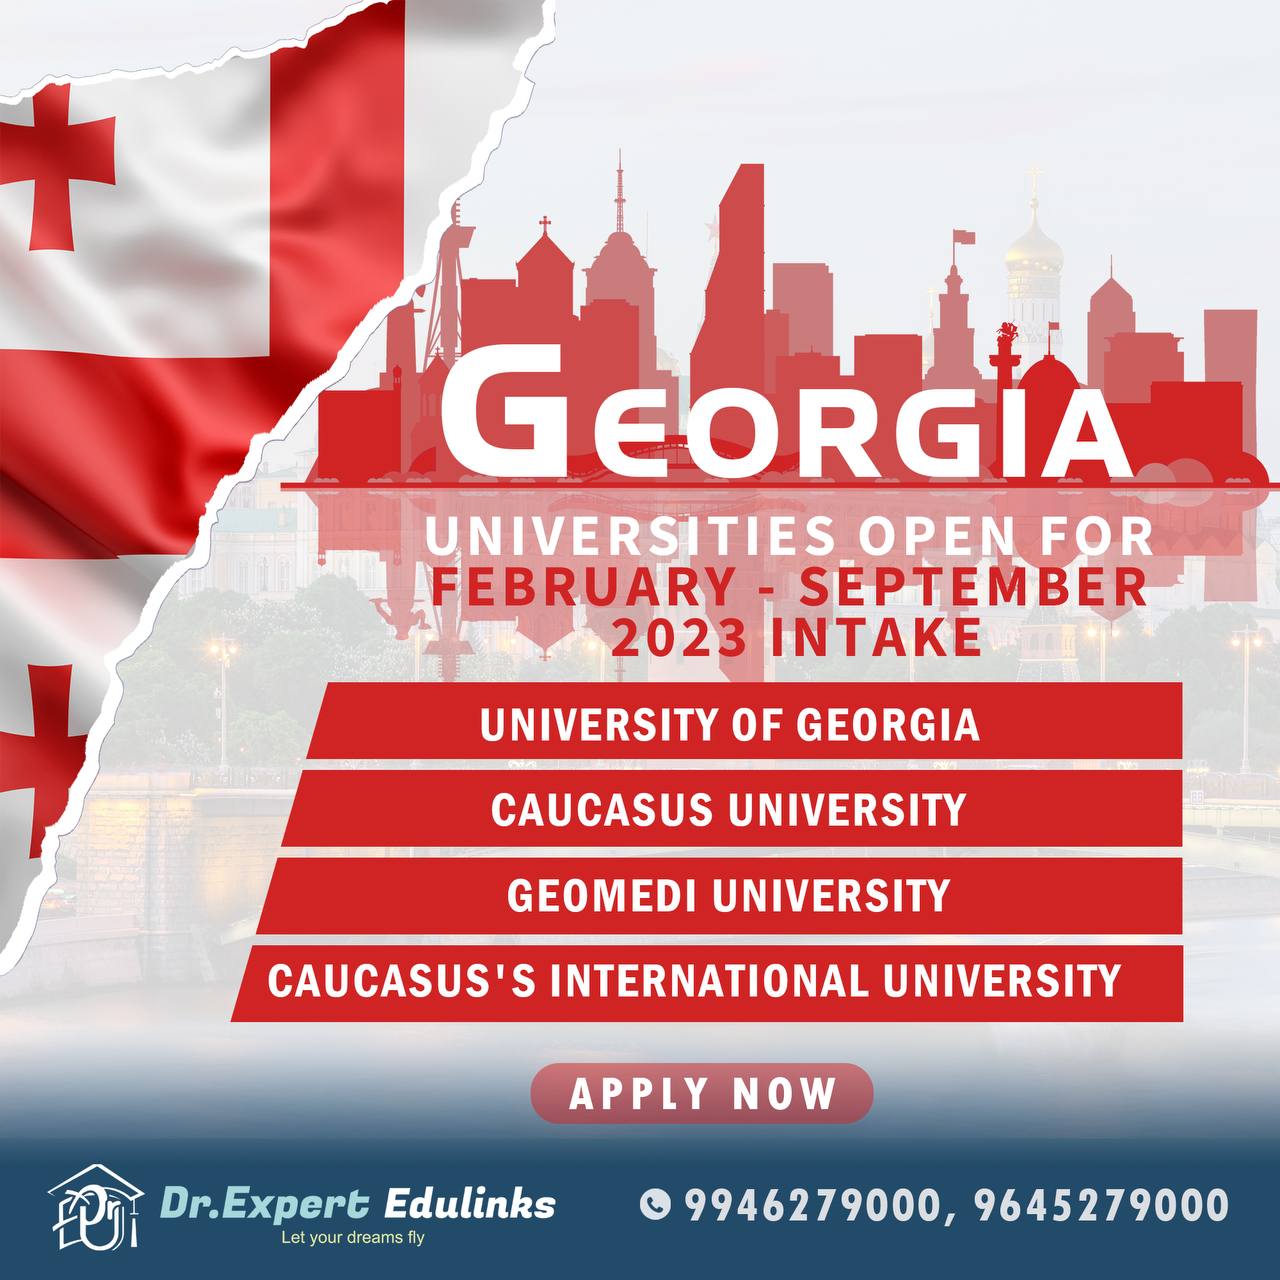 GEORGIA
UNIVERSITIES OPEN FOR
FEBRUARY - SEPTEMBER
2023 INTAKE
UNIVERSITY OF GEORGIA
CAUCASUS UNIVERSITY
GEOMEDI UNIVERSITY
CAUCASUS'S INTERNATIONAL UNIVERSITY
APPLY NOW
Dr.Expert Edulinks
Let your dreams fly
9946279000, 9645279000